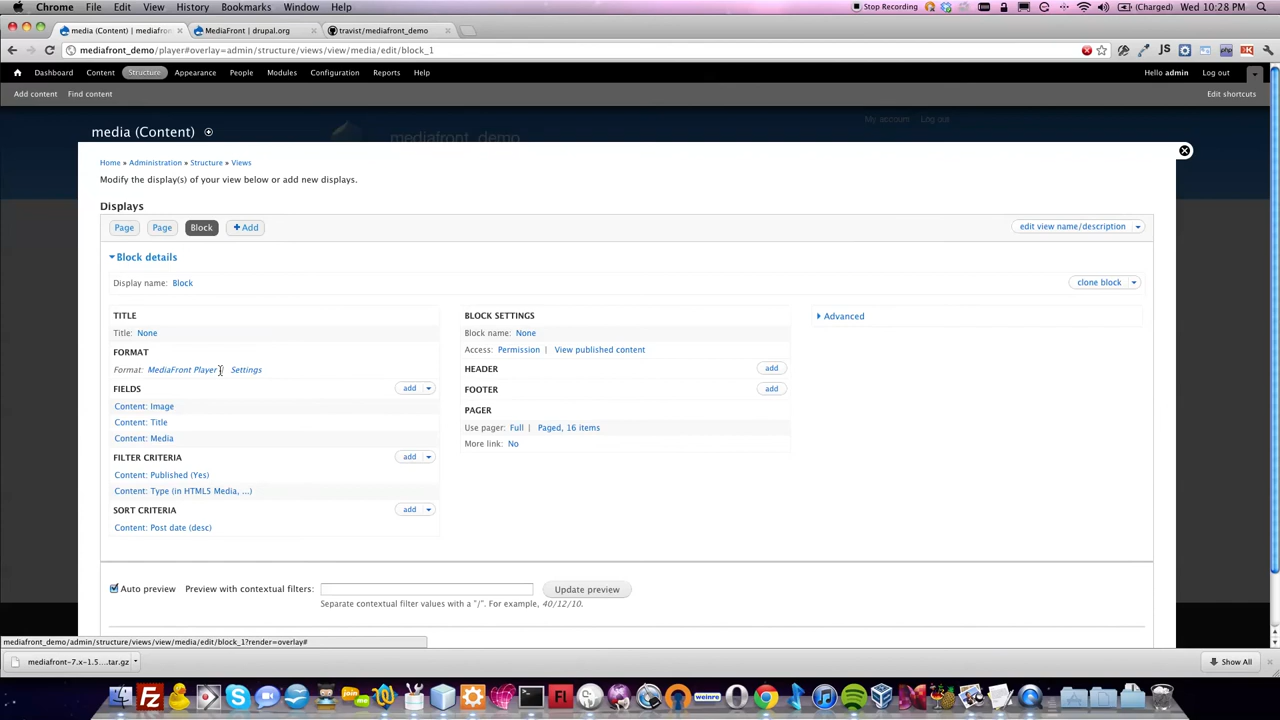 Chrome File Edit View History Bookmarks Window Help Stop Recording (Charged) Wed 10:28 PM
media (Content) | mediafron MediaFront | drupal.org travist/mediafront_demo
mediafront_demo/player#overlay=admin/structure/views/view/media/edit/block_1
Dashboard Content Structure Appearance People Modules Configuration Reports Help Hello admin Log out
Add content Find content Edit shortcuts
My account Log out
media (Content) mediafront_demo
Home » Administration » Structure » Views
Modify the display(s) of your view below or add new displays.
Displays
Page Page Block + Add edit view name/description
Block details
Display name: Block clone block
TITLE BLOCK SETTINGS Advanced
Title: None Block name: None
FORMAT Access: Permission | View published content
Format: MediaFront Player | Settings HEADER add
FIELDS add FOOTER add
Content: Image PAGER
Content: Title Use pager: Full | Paged, 16 items
Content: Media More link: No
FILTER CRITERIA add
Content: Published (Yes)
Content: Type (in HTML5 Media, ...)
SORT CRITERIA add
Content: Post date (desc)
Auto preview Preview with contextual filters: Update preview
Separate contextual filter values with a "/". For example, 40/12/10.
mediafront_demo/admin/structure/views/view/media/edit/block_1?render=overlay#
mediafront-7.x-1.5....tar.gz Show All